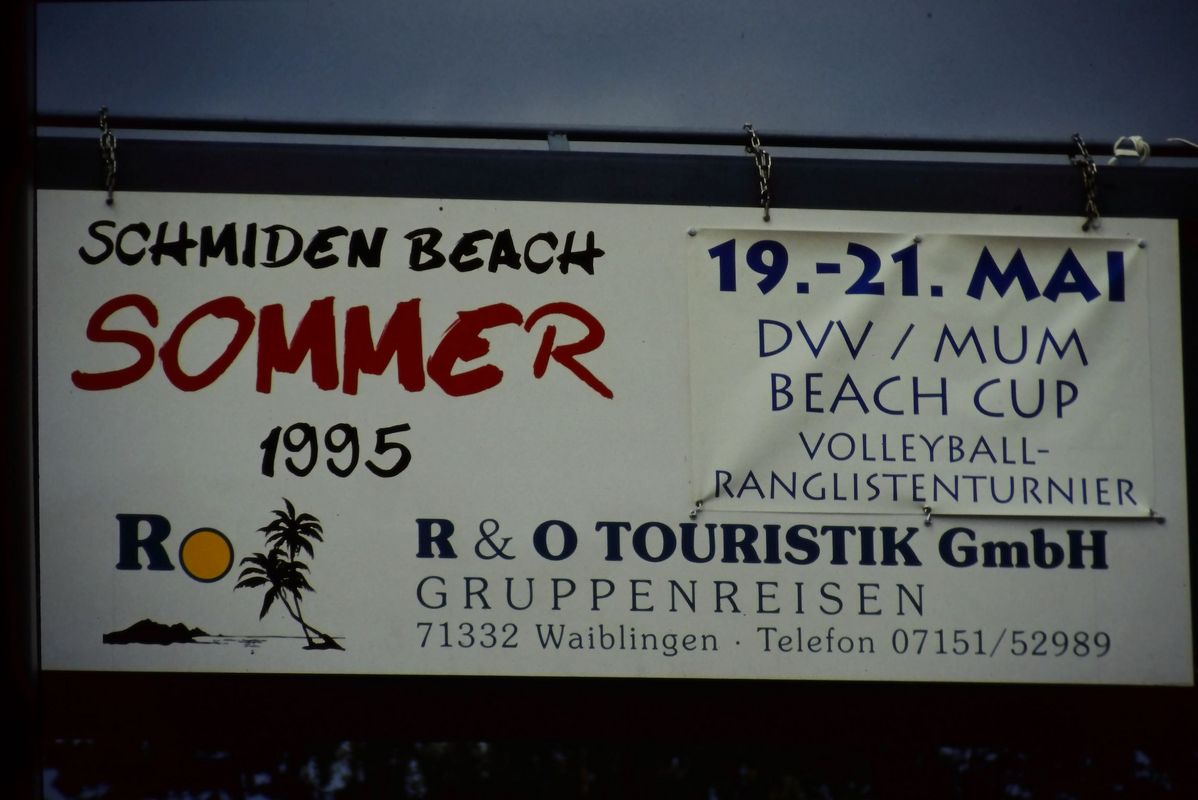 SCHMIDEN BEACH
SOMMER
1995
19.-21. MAI
DVV / MUM
BEACH CUP
VOLLEYBALL-
RANGLISTENTURNIER
R
R & O TOURISTIK GmbH
GRUPPENREISEN
71332 Waiblingen · Telefon 07151/52989